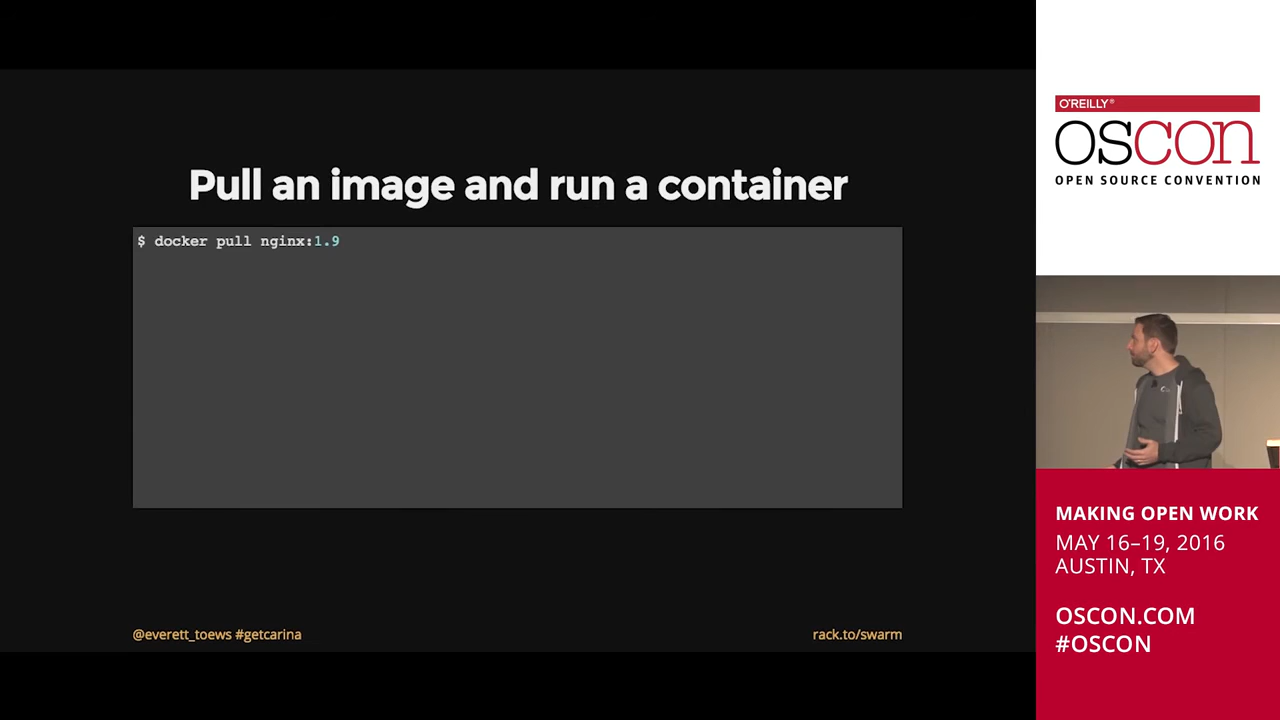 Pull an image and run a container
$ docker pull nginx:1.9
@everett_toews #getcarina
rack.to/swarm
O'REILLY®
OSCON
OPEN SOURCE CONVENTION
MAKING OPEN WORK
MAY 16–19, 2016
AUSTIN, TX
OSCON.COM
#OSCON